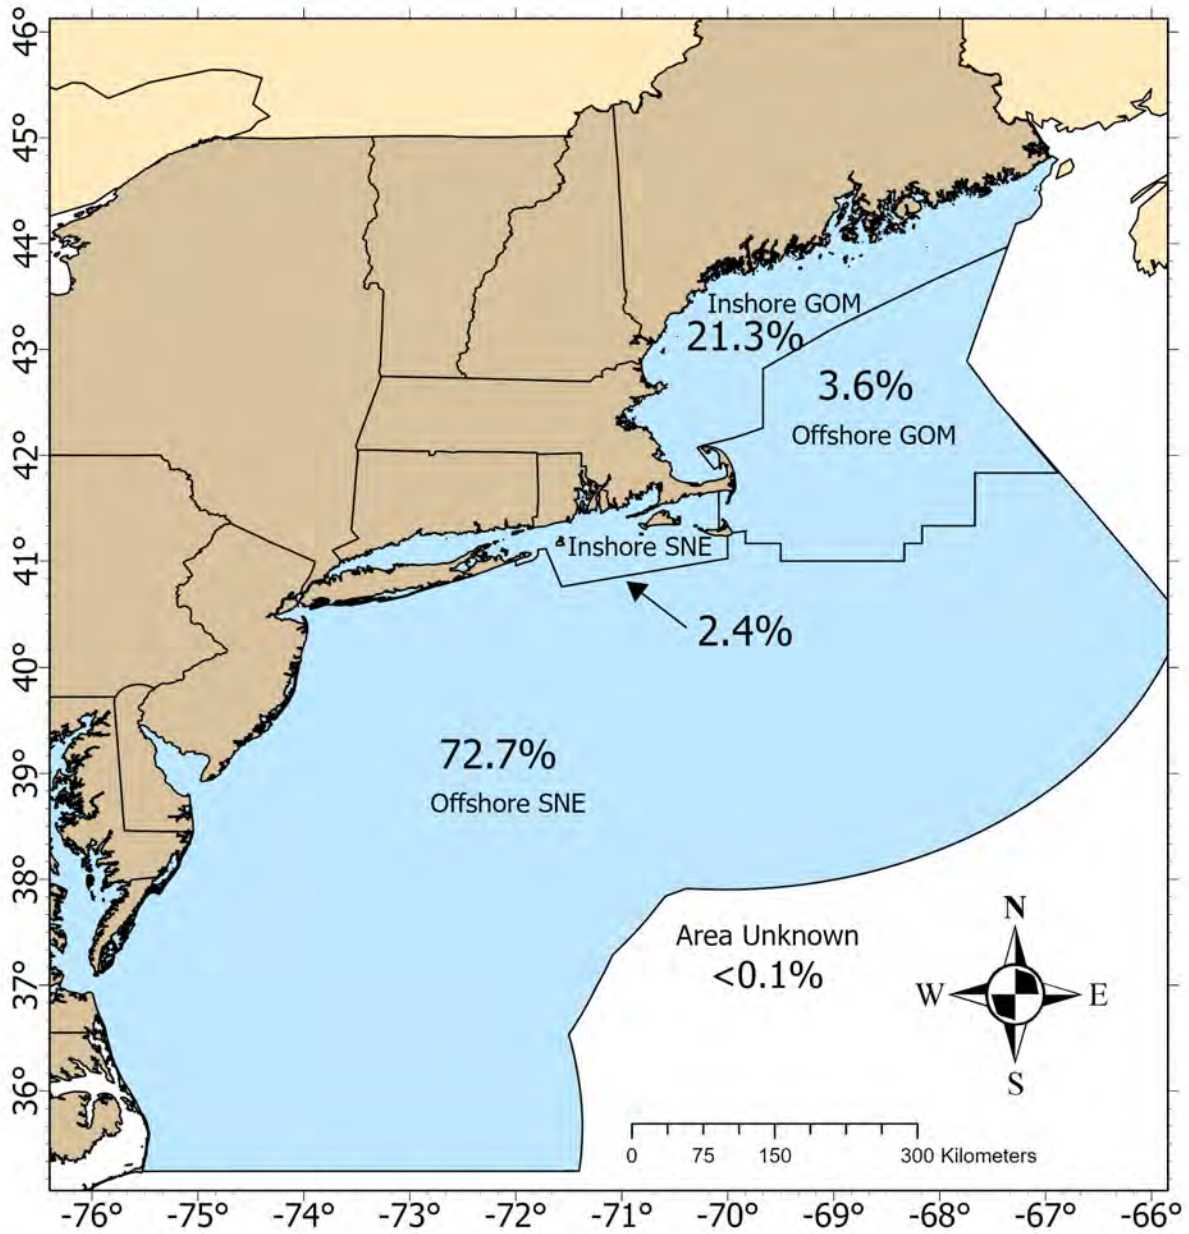 46°
45°
44°
43°
42°
41°
40°
39°
38°
37°
36°
Inshore GOM
21.3%
3.6%
Offshore GOM
Inshore SNE
2.4%
72.7%
Offshore SNE
Area Unknown
<0.1%
N
W E
S
0 75 150 300 Kilometers
-76° -75° -74° -73° -72° -71° -70° -69° -68° -67° -66°